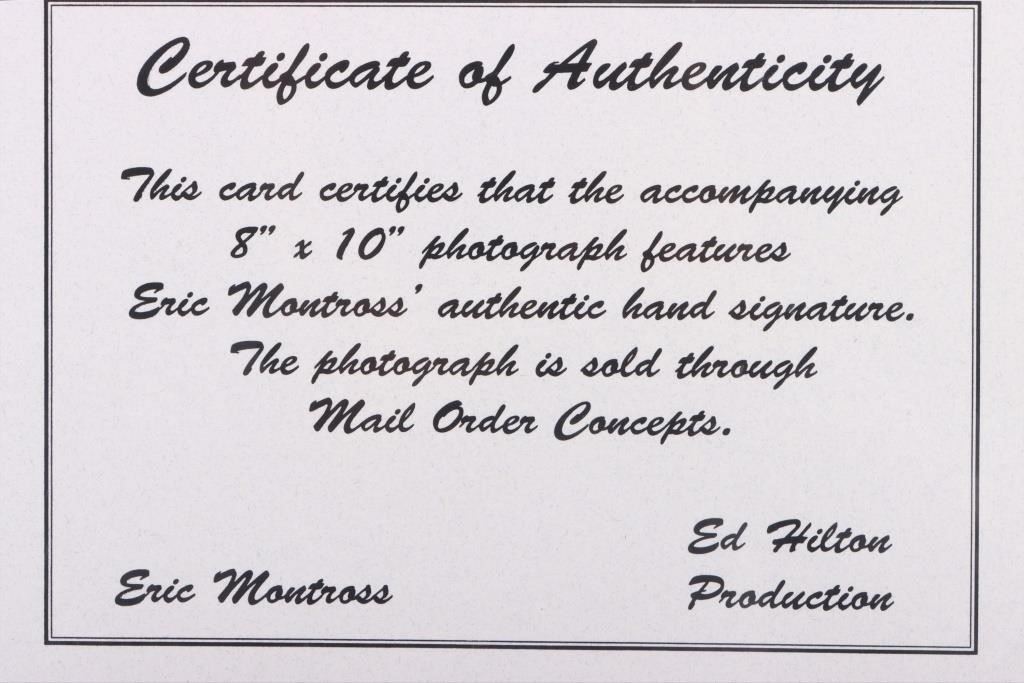 Certificate of Authenticity
This card certifies that the accompanying
8" x 10" photograph features
Eric Montross' authentic hand signature.
The photograph is sold through
Mail Order Concepts.
Eric Montross
Ed Hilton
Production